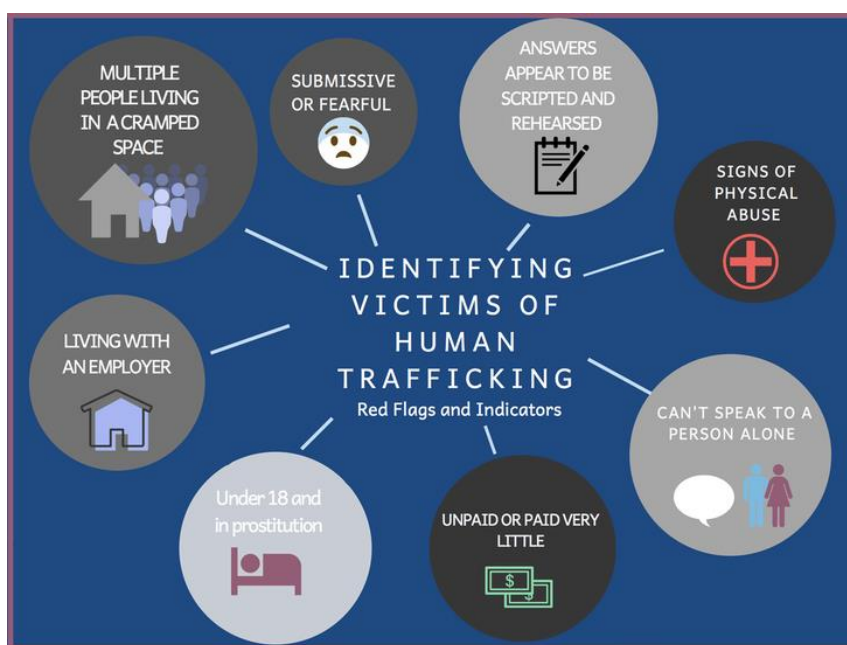 IDENTIFYING
VICTIMS OF
HUMAN
TRAFFICKING
Red Flags and Indicators
MULTIPLE
PEOPLE LIVING
IN A CRAMPED
SPACE
SUBMISSIVE
OR FEARFUL
ANSWERS
APPEAR TO BE
SCRIPTED AND
REHEARSED
SIGNS OF
PHYSICAL
ABUSE
CAN'T SPEAK TO A
PERSON ALONE
UNPAID OR PAID VERY
LITTLE
$
$
Under 18 and
in prostitution
LIVING WITH
AN EMPLOYER